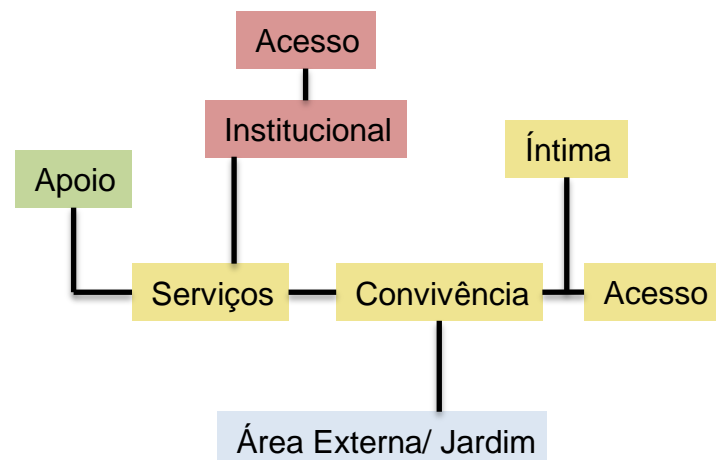 Acesso
Institucional
Íntima
Apoio
Serviços
Convivência
Acesso
Área Externa/ Jardim